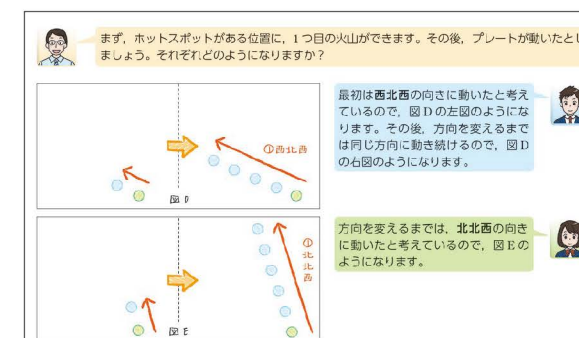 まず，ホットスポットがある位置に，1つ目の火山ができます。その後，プレートが動いたとし
ましょう。それぞれどのようになりますか？
最初は西北西の向きに動いたと考え
ているので，図Dの左図のようにな
ります。その後，方向を変えるまで
は同じ方向に動き続けるので，図D
の右図のようになります。
①西北西
図D
方向を変えるまでは，北北西の向き
に動いたと考えているので，図Eの
ようになります。
①北北西
図E